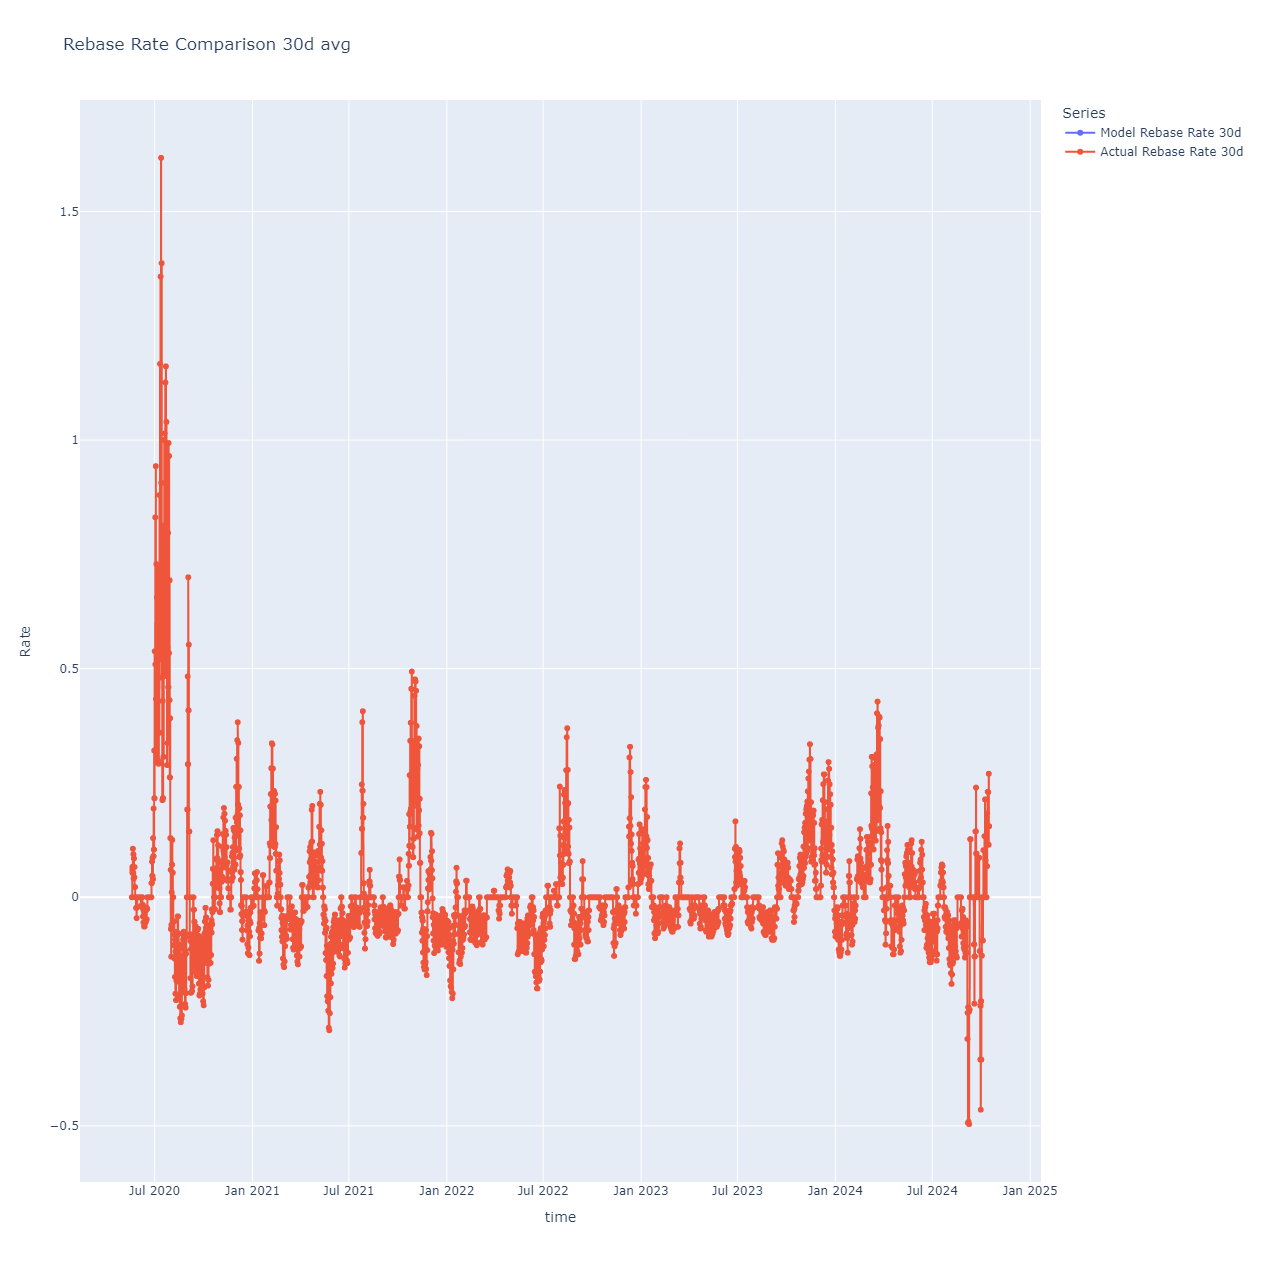 Rebase Rate Comparison 30d avg
Series
Model Rebase Rate 30d
Actual Rebase Rate 30d
1.5
1
0.5
0
−0.5
Rate
Jul 2020
Jan 2021
Jul 2021
Jan 2022
Jul 2022
Jan 2023
Jul 2023
Jan 2024
Jul 2024
Jan 2025
time